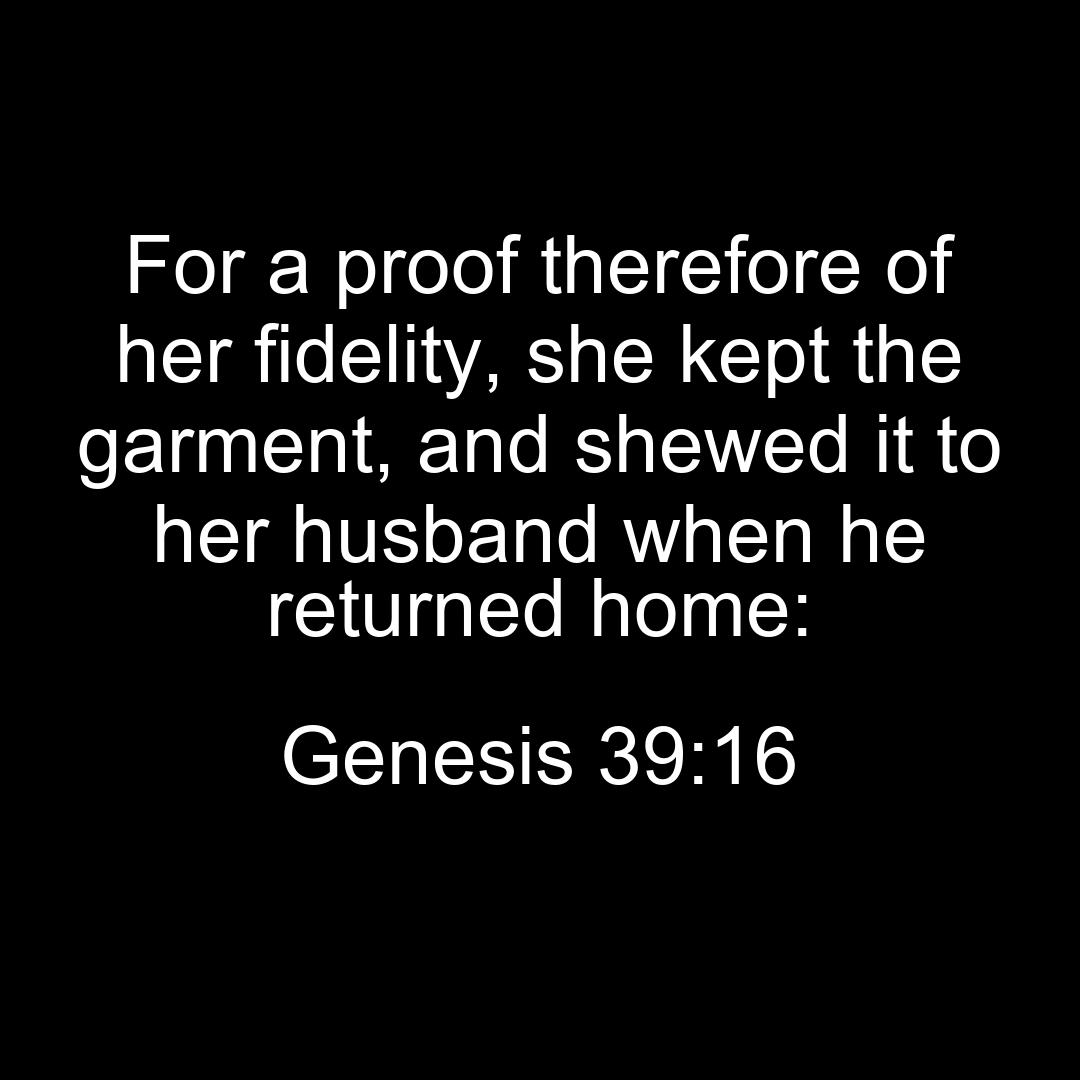 For a proof therefore of
her fidelity, she kept the
garment, and shewed it to
her husband when he
returned home:
Genesis 39:16